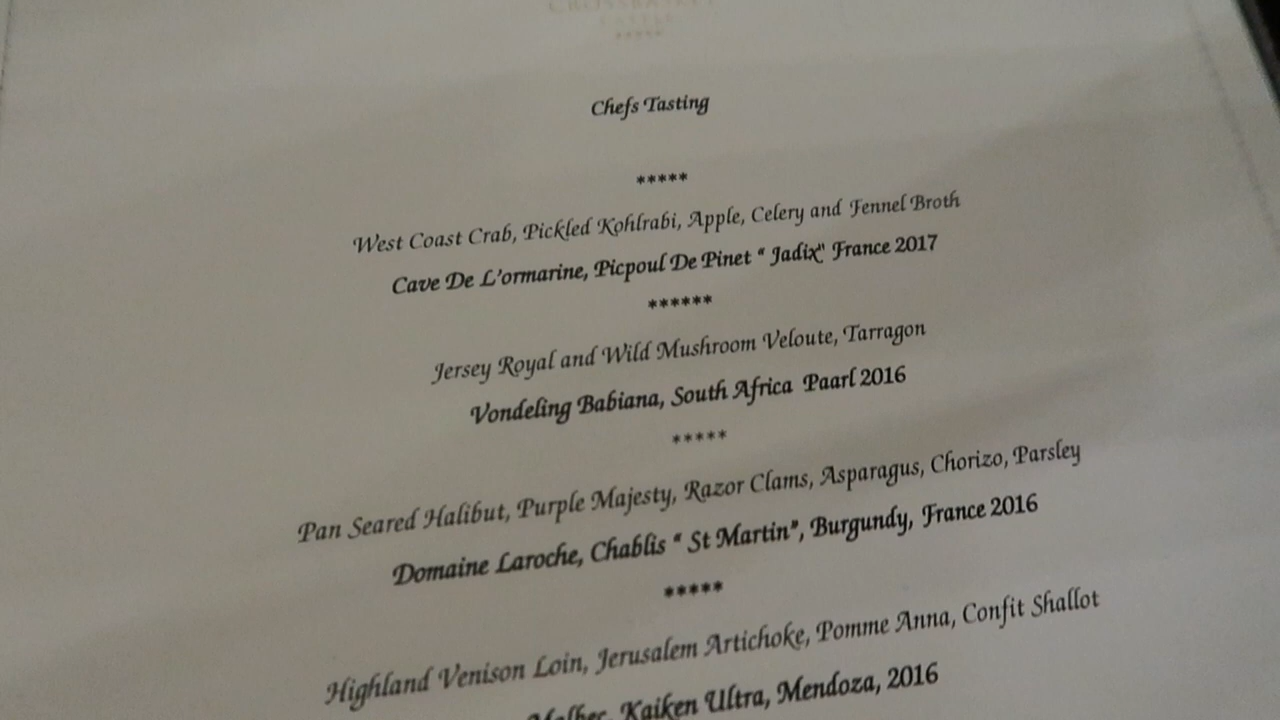 CROSSBASKET
CASTLE
*****
Chefs Tasting
*****
West Coast Crab, Pickled Kohlrabi, Apple, Celery and Fennel Broth
Cave De L'ormarine, Picpoul De Pinet “ Jadix“ France 2017
******
Jersey Royal and Wild Mushroom Veloute, Tarragon
Vondeling Babiana, South Africa Paarl 2016
*****
Pan Seared Halibut, Purple Majesty, Razor Clams, Asparagus, Chorizo, Parsley
Domaine Laroche, Chablis “ St Martin”, Burgundy, France 2016
*****
Highland Venison Loin, Jerusalem Artichoke, Pomme Anna, Confit Shallot
Malbec, Kaiken Ultra, Mendoza, 2016